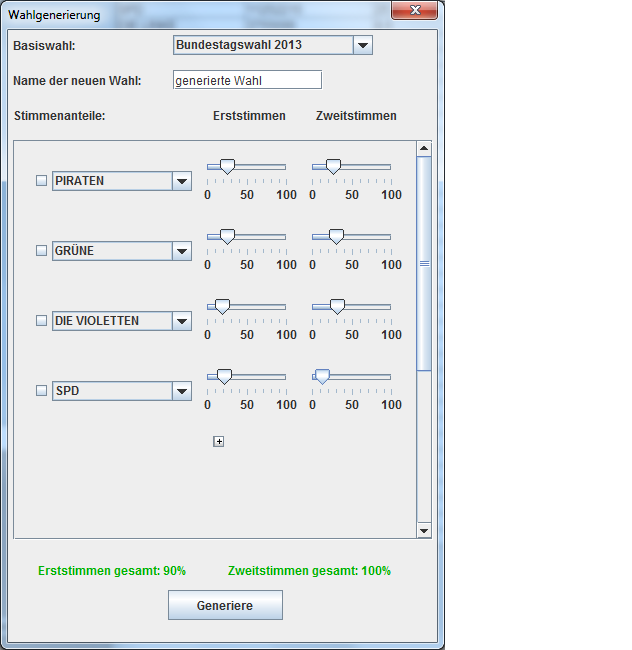 Wahlgenerierung
Basiswahl: Bundestagswahl 2013
Name der neuen Wahl: generierte Wahl
Stimmenanteile: Erststimmen Zweitstimmen
PIRATEN
0 50 100 0 50 100
GRÜNE
0 50 100 0 50 100
DIE VIOLETTEN
0 50 100 0 50 100
SPD
0 50 100 0 50 100
Erststimmen gesamt: 90% Zweitstimmen gesamt: 100%
Generiere